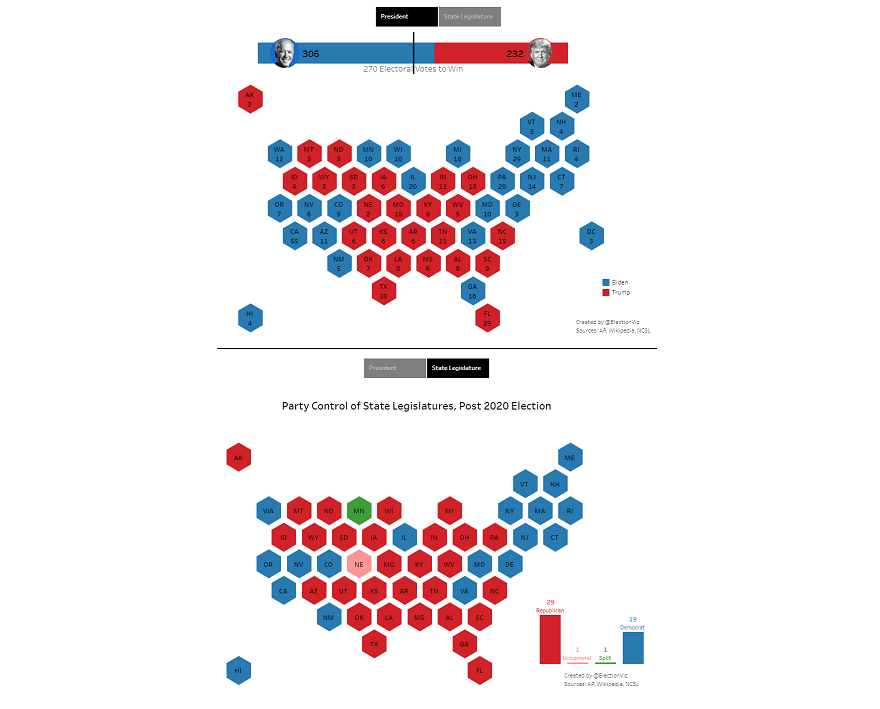 President State Legislature
306 232
270 Electoral Votes to Win
AK ME
3 2
VT NH
3 4
WA MT ND MN WI MI NY MA RI
12 3 3 10 10 16 29 11 4
ID WY SD IA IL IN OH PA NJ CT
4 3 3 6 20 11 18 20 14 7
OR NV CO NE MO KY WV MD DE
7 6 9 2 10 8 5 10 3
CA AZ UT KS AR TN VA NC DC
55 11 6 6 6 11 13 15 3
NM OK LA MS AL SC
5 7 8 6 9 9
TX GA
38 16
Biden
Trump
HI FL
4 29
Created by @ElectionViz
Sources: AP, Wikipedia, NCSL
President State Legislature
Party Control of State Legislatures, Post 2020 Election
AK ME
VT NH
WA MT ND MN WI MI NY MA RI
ID WY SD IA IL IN OH PA NJ CT
OR NV CO NE MO KY WV MD DE
CA AZ UT KS AR TN VA NC
NM OK LA MS AL SC
TX GA
HI FL
29
Republican
1
Unicameral
1
Split
19
Democrat
Created by @ElectionViz
Sources: AP, Wikipedia, NCSL